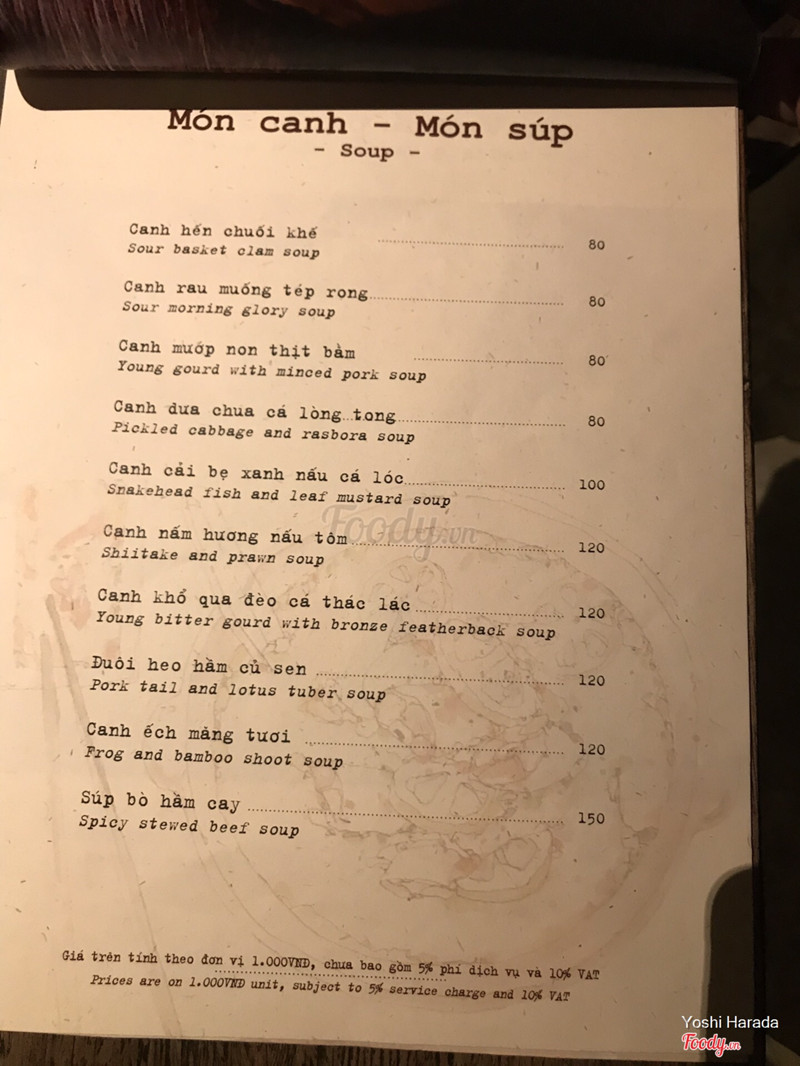 Món canh - Món súp
- Soup -
Canh hến chuối khế 80
Sour basket clam soup
Canh rau muống tép rong 80
Sour morning glory soup
Canh mướp non thịt bằm 80
Young gourd with minced pork soup
Canh dưa chua cá lòng tong 80
Pickled cabbage and rasbora soup
Canh cải bẹ xanh nấu cá lóc 100
Snakehead fish and leaf mustard soup
Canh nấm hương nấu tôm 120
Shiitake and prawn soup
Canh khổ qua đèo cá thác lác 120
Young bitter gourd with bronze featherback soup
Đuôi heo hầm củ sen 120
Pork tail and lotus tuber soup
Canh ếch măng tươi 120
Frog and bamboo shoot soup
Súp bò hầm cay 150
Spicy stewed beef soup
Giá trên tính theo đơn vị 1.000VNĐ, chưa bao gồm 5% phí dịch vụ và 10% VAT
Prices are on 1.000VND unit, subject to 5% service charge and 10% VAT
Foody.vn
Yoshi Harada
Foody.vn